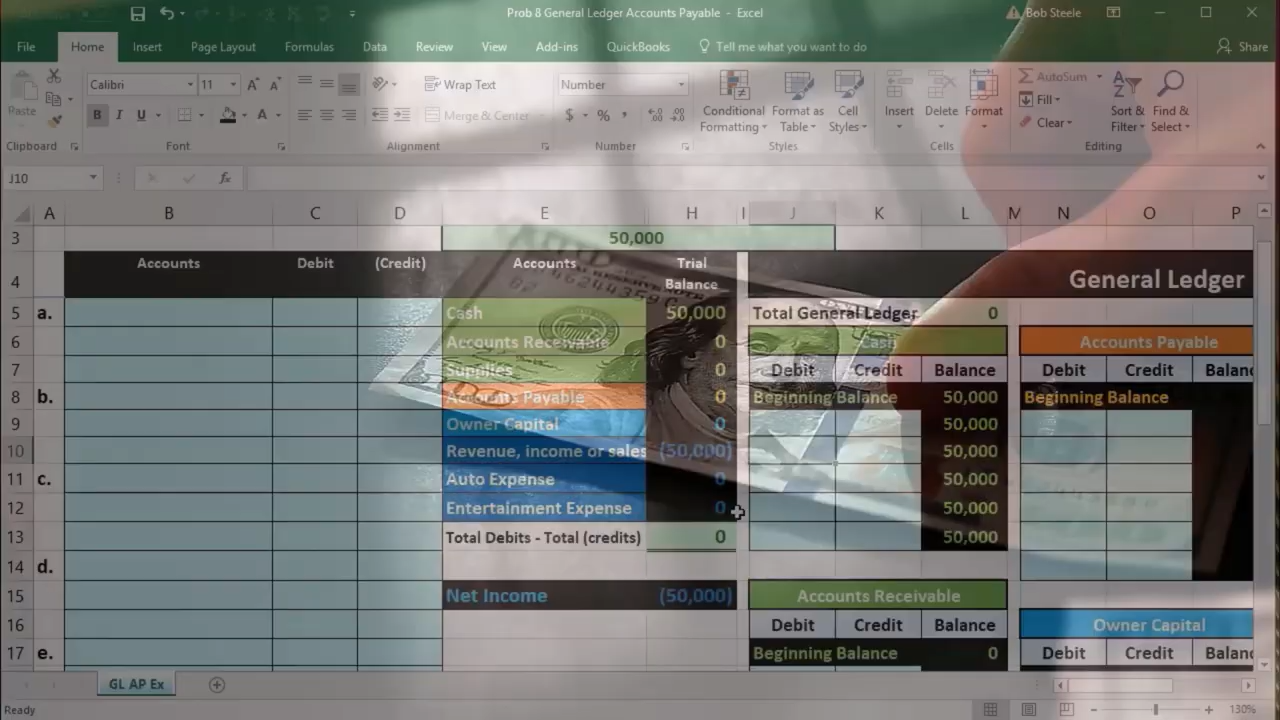 Prob 8 General Ledger Accounts Payable - Excel
Bob Steele
File Home Insert Page Layout Formulas Data Review View Add-ins QuickBooks Tell me what you want to do Share
Paste Calibri 11 Wrap Text Number AutoSum
B I U Merge & Center $ % Conditional Formatting Format as Table Cell Styles Insert Delete Format Fill Clear Sort & Filter Find & Select
Clipboard Font Alignment Number Styles Cells Editing
J10 fx
A B C D E H I J K L M N O P
3 50,000
4 Accounts Debit (Credit) Accounts Trial Balance General Ledger
5 a. Cash 50,000 Total General Ledger 0
6 Accounts Receivable 0 Cash Accounts Payable
7 Supplies 0 Debit Credit Balance Debit Credit Balanc
8 b. Accounts Payable 0 Beginning Balance 50,000 Beginning Balance
9 Owner Capital 0 50,000
10 Revenue, income or sales (50,000) 50,000
11 c. Auto Expense 0 50,000
12 Entertainment Expense 0 50,000
13 Total Debits - Total (credits) 0 50,000
14 d.
15 Net Income (50,000) Accounts Receivable
16 Debit Credit Balance Owner Capital
17 e. Beginning Balance 0 Debit Credit Balanc
GL AP Ex
Ready 130%